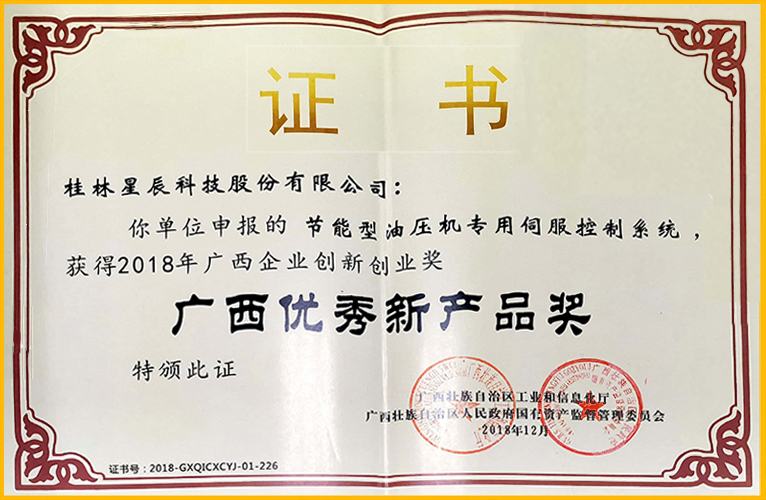 证书
桂林星辰科技股份有限公司：
你单位申报的 节能型油压机专用伺服控制系统，
获得2018年广西企业创新创业奖
广西优秀新产品奖
特颁此证
广西壮族自治区工业和信息化厅
广西壮族自治区人民政府国有资产监督管理委员会
2018年12月
证书号：2018-GXQICXCYJ-01-226